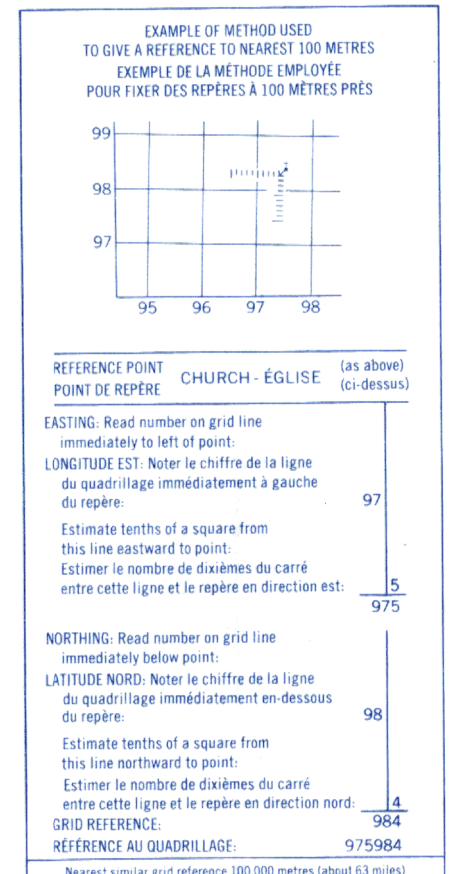 EXAMPLE OF METHOD USED
TO GIVE A REFERENCE TO NEAREST 100 METRES
EXEMPLE DE LA MÉTHODE EMPLOYÉE
POUR FIXER DES REPÈRES À 100 MÈTRES PRÈS
99
98
97
95 96 97 98
REFERENCE POINT
POINT DE REPÈRE
CHURCH - ÉGLISE
(as above)
(ci-dessus)
EASTING: Read number on grid line
immediately to left of point:
LONGITUDE EST: Noter le chiffre de la ligne
du quadrillage immédiatement à gauche
du repère: 97
Estimate tenths of a square from
this line eastward to point:
Estimer le nombre de dixièmes du carré
entre cette ligne et le repère en direction est: 5
975
NORTHING: Read number on grid line
immediately below point:
LATITUDE NORD: Noter le chiffre de la ligne
du quadrillage immédiatement en-dessous
du repère: 98
Estimate tenths of a square from
this line northward to point:
Estimer le nombre de dixièmes du carré
entre cette ligne et le repère en direction nord: 4
GRID REFERENCE: 984
RÉFÉRENCE AU QUADRILLAGE: 975984
Nearest similar grid reference 100 000 metres (about 63 miles)